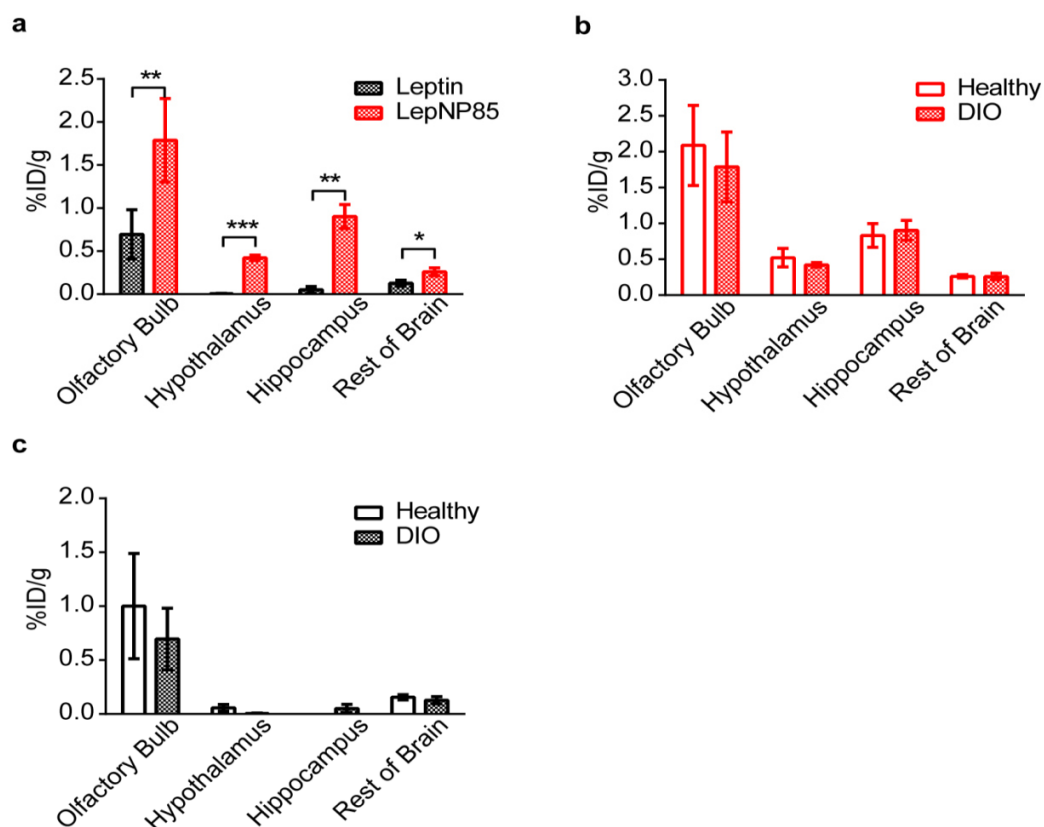 a
**
***
**
*
Leptin
LepNP85
%ID/g
2.5
2.0
1.5
1.0
0.5
0.0
Olfactory Bulb
Hypothalamus
Hippocampus
Rest of Brain
b
Healthy
DIO
%ID/g
3.0
2.5
2.0
1.5
1.0
0.5
0.0
Olfactory Bulb
Hypothalamus
Hippocampus
Rest of Brain
c
Healthy
DIO
%ID/g
2.0
1.5
1.0
0.5
0.0
Olfactory Bulb
Hypothalamus
Hippocampus
Rest of Brain